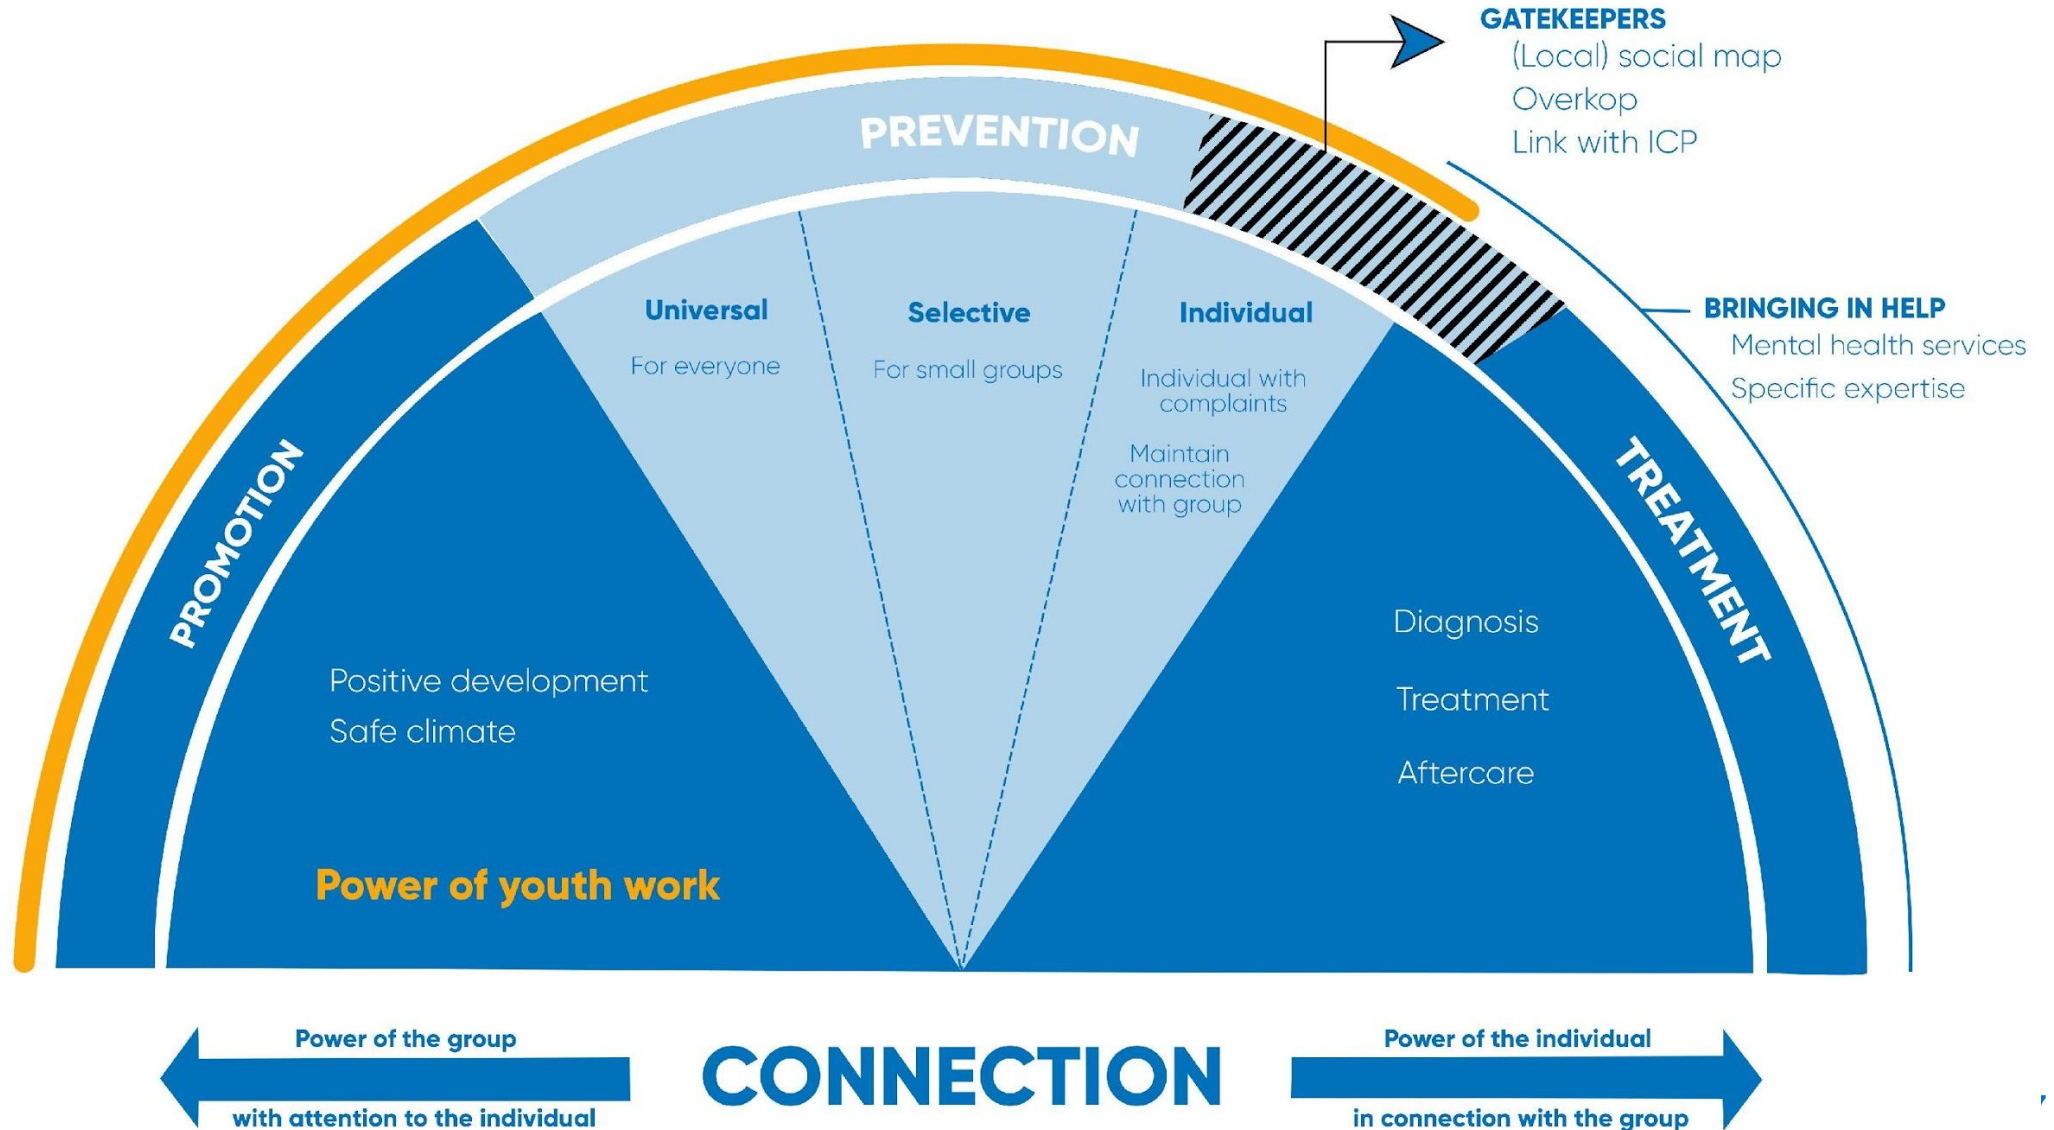 GATEKEEPERS
(Local) social map
Overkop
Link with ICP
PREVENTION
BRINGING IN HELP
Mental health services
Specific expertise
Universal
For everyone
Selective
For small groups
Individual
Individual with
complaints
Maintain
connection
with group
PROMOTION
Positive development
Safe climate
Power of youth work
TREATMENT
Diagnosis
Treatment
Aftercare
Power of the group
with attention to the individual
CONNECTION
Power of the individual
in connection with the group